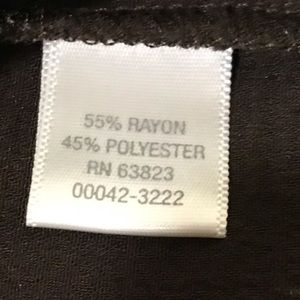 55% RAYON
45% POLYESTER
RN 63823
00042-3222